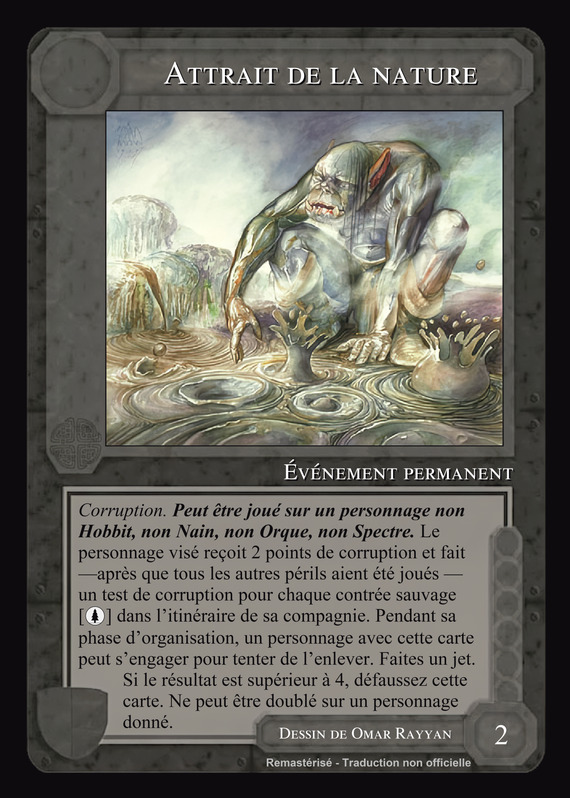 Attrait de la nature
Événement permanent
Corruption. Peut être joué sur un personnage non
Hobbit, non Nain, non Orque, non Spectre. Le
personnage visé reçoit 2 points de corruption et fait
—après que tous les autres périls aient été joués —
un test de corruption pour chaque contrée sauvage
[] dans l’itinéraire de sa compagnie. Pendant sa
phase d’organisation, un personnage avec cette carte
peut s’engager pour tenter de l’enlever. Faites un jet.
Si le résultat est supérieur à 4, défaussez cette
carte. Ne peut être doublé sur un personnage
donné.
Dessin de Omar Rayyan
2
Remastérisé - Traduction non officielle